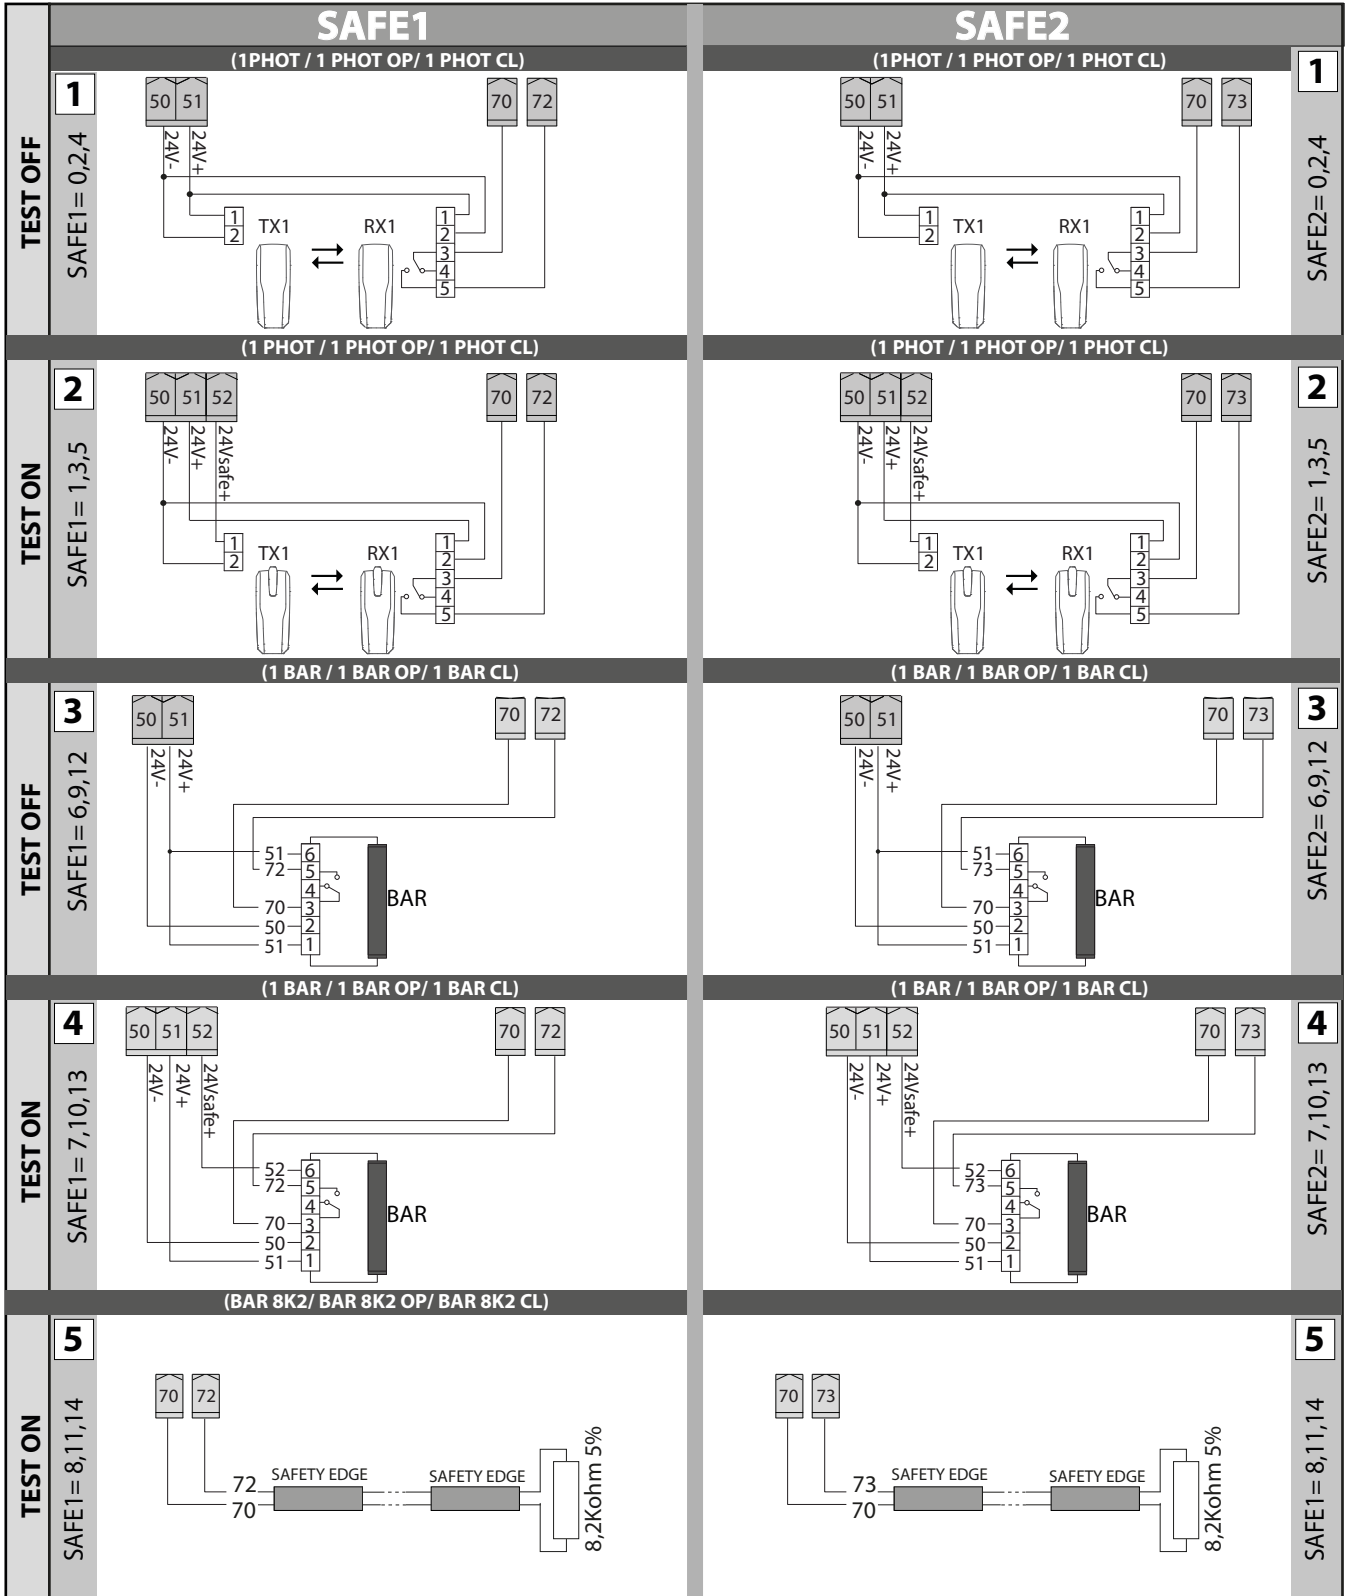 SAFE1
SAFE2
(1PHOT / 1 PHOT OP/ 1 PHOT CL)
(1PHOT / 1 PHOT OP/ 1 PHOT CL)
TEST OFF
1
SAFE1= 0,2,4
50 51
70 72
24V-
24V+
1
2
TX1
RX1
1
2
3
4
5
50 51
70 73
24V-
24V+
1
2
TX1
RX1
1
2
3
4
5
1
SAFE2= 0,2,4
(1 PHOT / 1 PHOT OP/ 1 PHOT CL)
(1 PHOT / 1 PHOT OP/ 1 PHOT CL)
TEST ON
2
SAFE1= 1,3,5
50 51 52
70 72
24V-
24V+
24Vsafe+
1
2
TX1
RX1
1
2
3
4
5
50 51 52
70 73
24V-
24V+
24Vsafe+
1
2
TX1
RX1
1
2
3
4
5
2
SAFE2= 1,3,5
(1 BAR / 1 BAR OP/ 1 BAR CL)
(1 BAR / 1 BAR OP/ 1 BAR CL)
TEST OFF
3
SAFE1= 6,9,12
50 51
70 72
24V-
24V+
51 6
72 5
4
70 3
50 2
51 1
BAR
50 51
70 73
24V-
24V+
51 6
73 5
4
70 3
50 2
51 1
BAR
3
SAFE2= 6,9,12
(1 BAR / 1 BAR OP/ 1 BAR CL)
(1 BAR / 1 BAR OP/ 1 BAR CL)
TEST ON
4
SAFE1= 7,10,13
50 51 52
70 72
24V-
24V+
24Vsafe+
52 6
72 5
4
70 3
50 2
51 1
BAR
50 51 52
70 73
24V-
24V+
24Vsafe+
52 6
73 5
4
70 3
50 2
51 1
BAR
4
SAFE2= 7,10,13
(BAR 8K2/ BAR 8K2 OP/ BAR 8K2 CL)
TEST ON
5
SAFE1= 8,11,14
70 72
72
70
SAFETY EDGE
SAFETY EDGE
8,2Kohm 5%
70 73
73
70
SAFETY EDGE
SAFETY EDGE
8,2Kohm 5%
5
SAFE1= 8,11,14